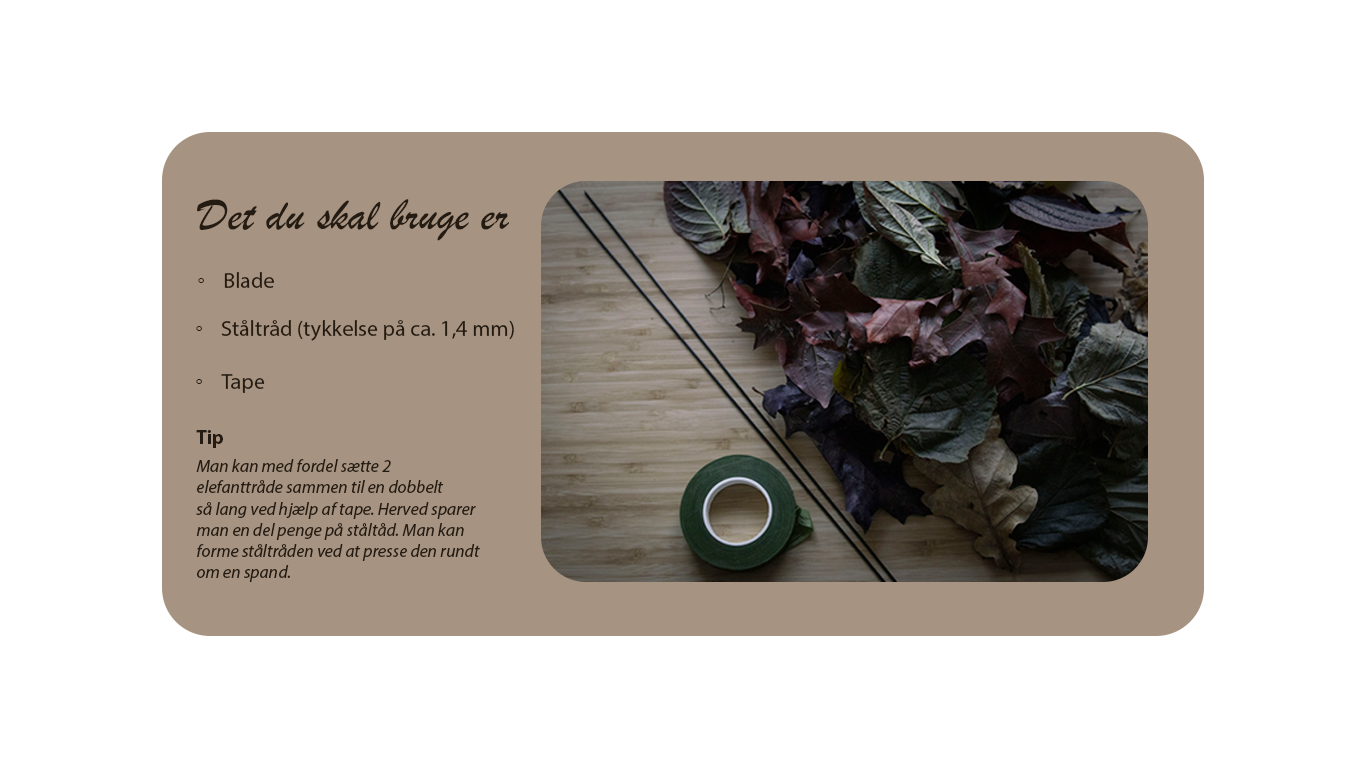 Det du skal bruge er
◦ Blade
◦ Ståltråd (tykkelse på ca. 1,4 mm)
◦ Tape
Tip
Man kan med fordel sætte 2
elefanttråde sammen til en dobbelt
så lang ved hjælp af tape. Herved sparer
man en del penge på ståltåd. Man kan
forme ståltråden ved at presse den rundt
om en spand.